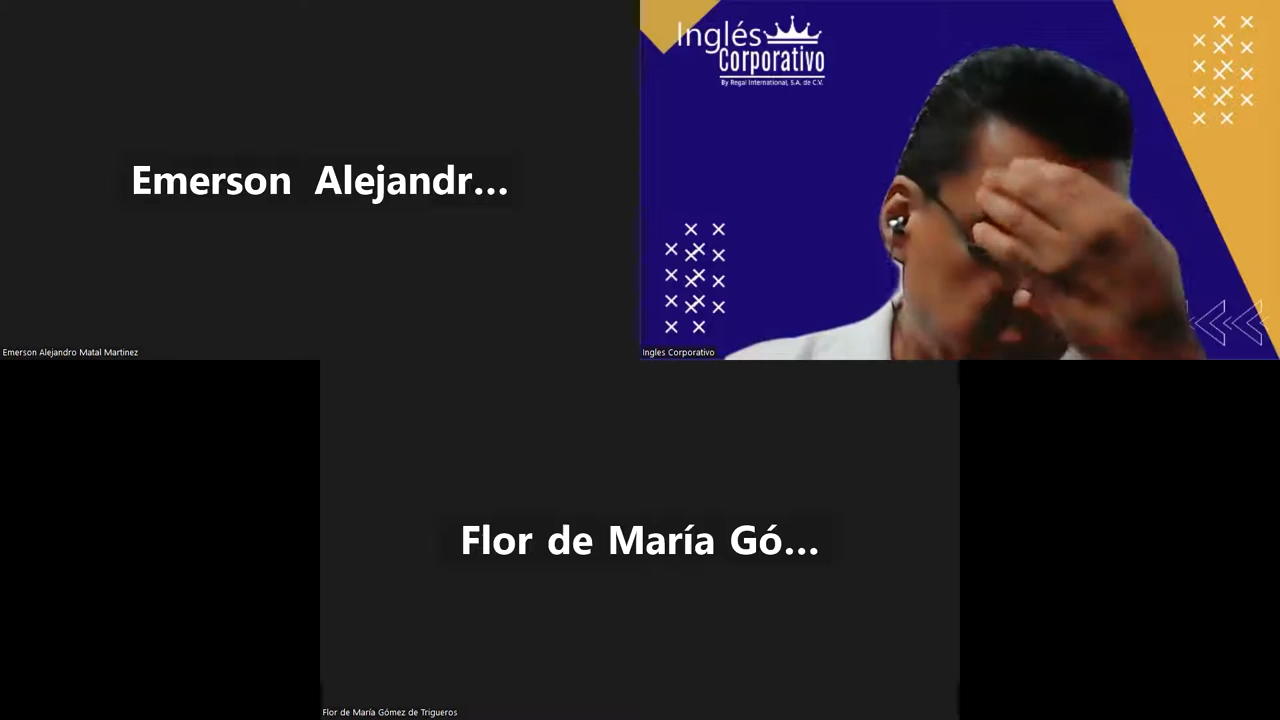 Emerson Alejandr...
Emerson Alejandro Matal Martinez
Inglés
Corporativo
By Regal International, S.A. de C.V.
Ingles Corporativo
Flor de María Gó...
Flor de María Gómez de Trigueros